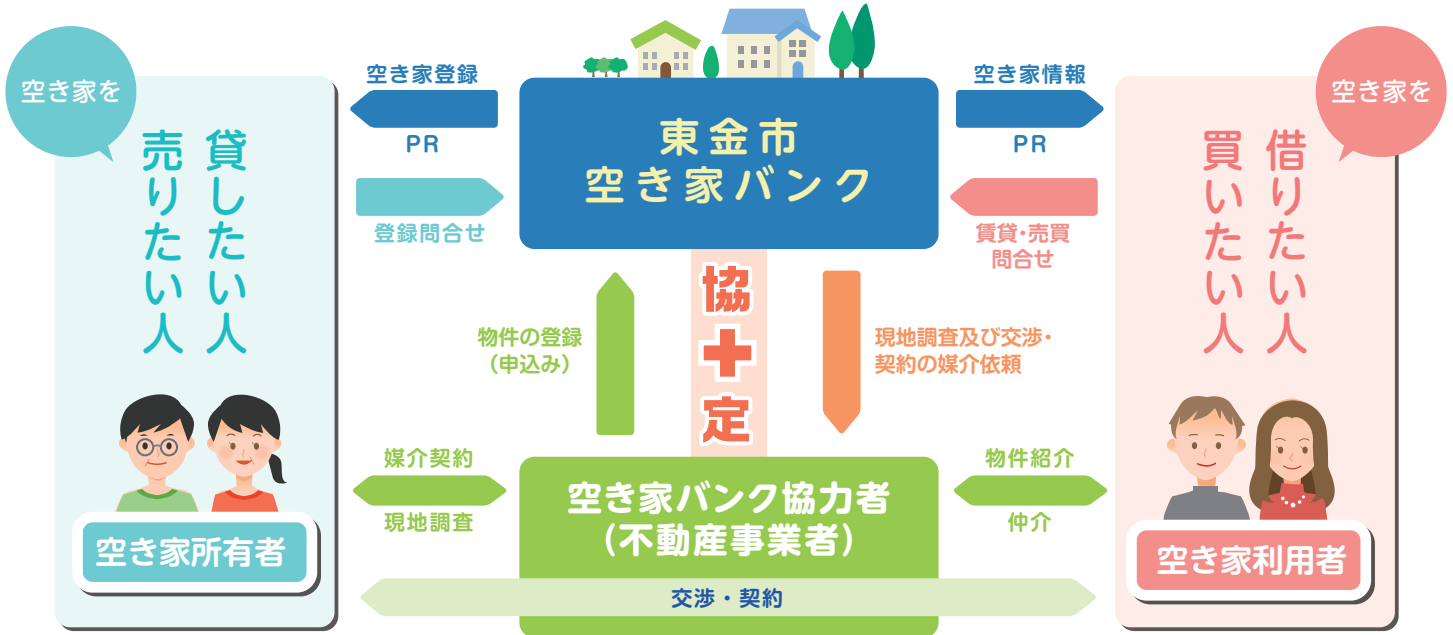 空き家を
貸したい人
売りたい人
空き家所有者
空き家登録
PR
登録問合せ
東金市
空き家バンク
空き家情報
PR
賃貸・売買
問合せ
空き家を
借りたい人
買いたい人
空き家利用者
協
定
物件の登録
（申込み）
現地調査及び交渉・
契約の媒介依頼
媒介契約
現地調査
空き家バンク協力者
（不動産事業者）
物件紹介
仲介
交渉・契約